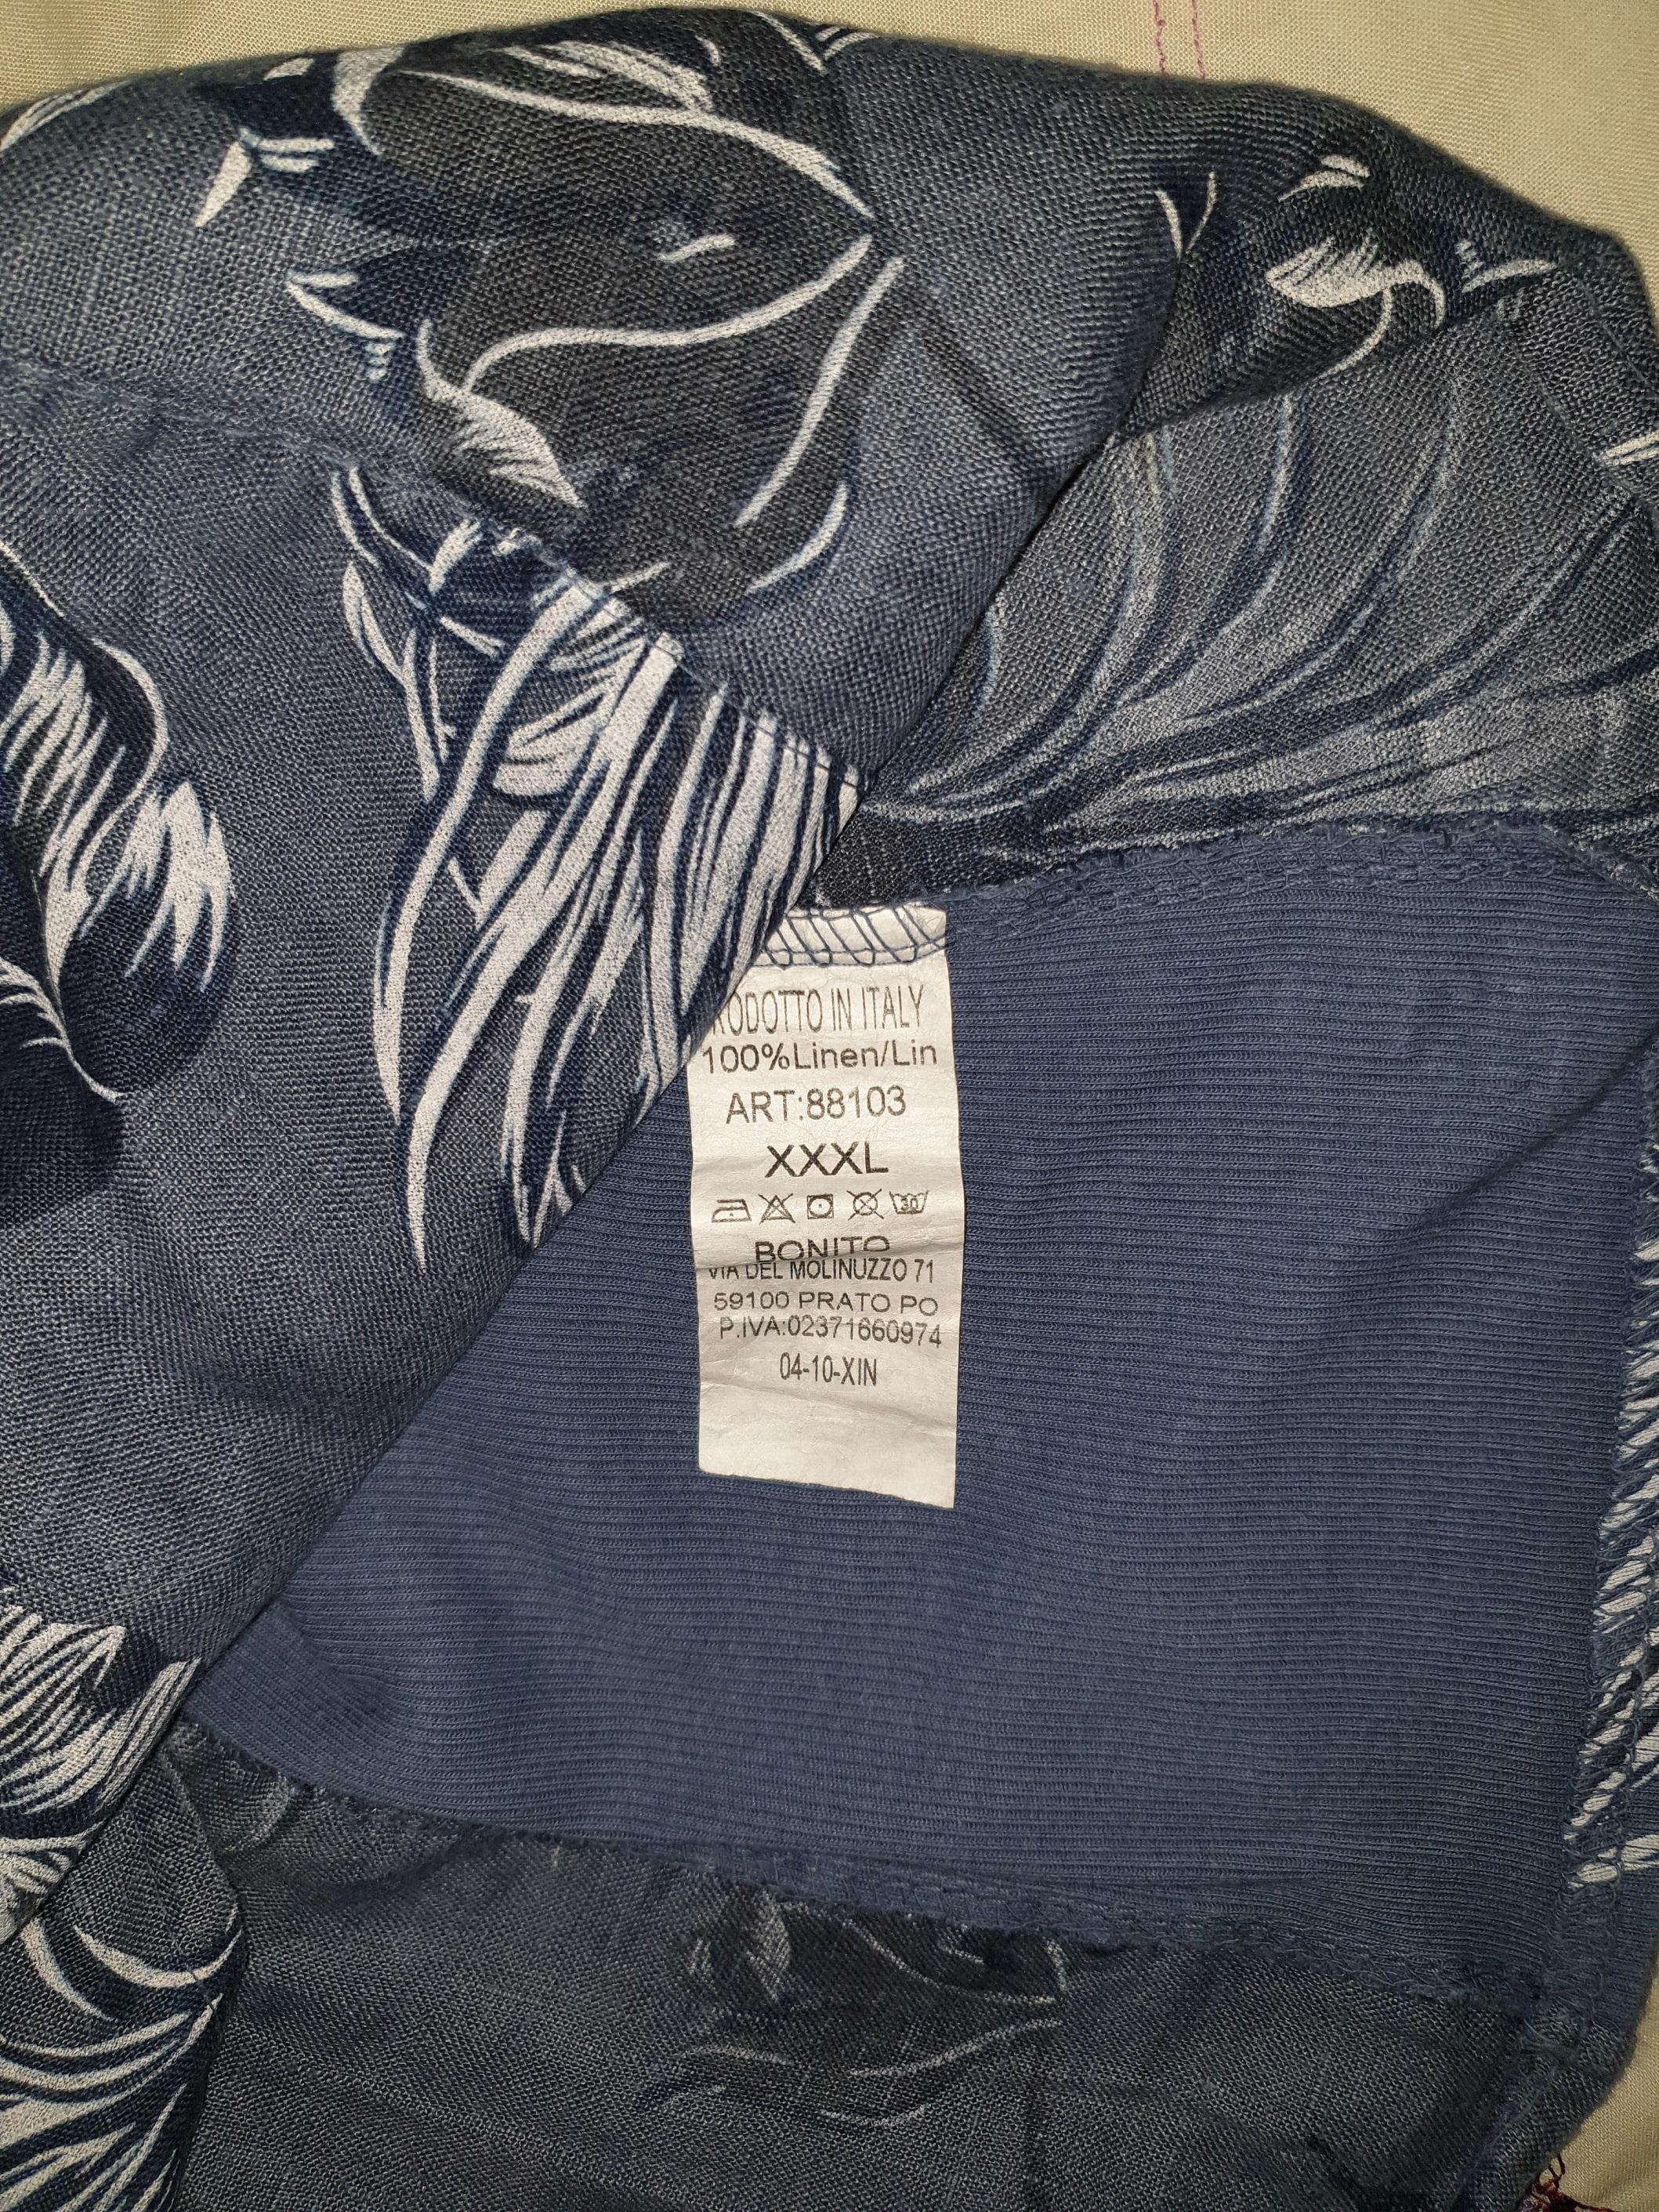 RODOTTO IN ITALY
100%Linen/Lin
ART:88103
XXXL
30
BONITO
VIA DEL MOLINUZZO 71
59100 PRATO PO
P.IVA:02371660974
04-10-XIN